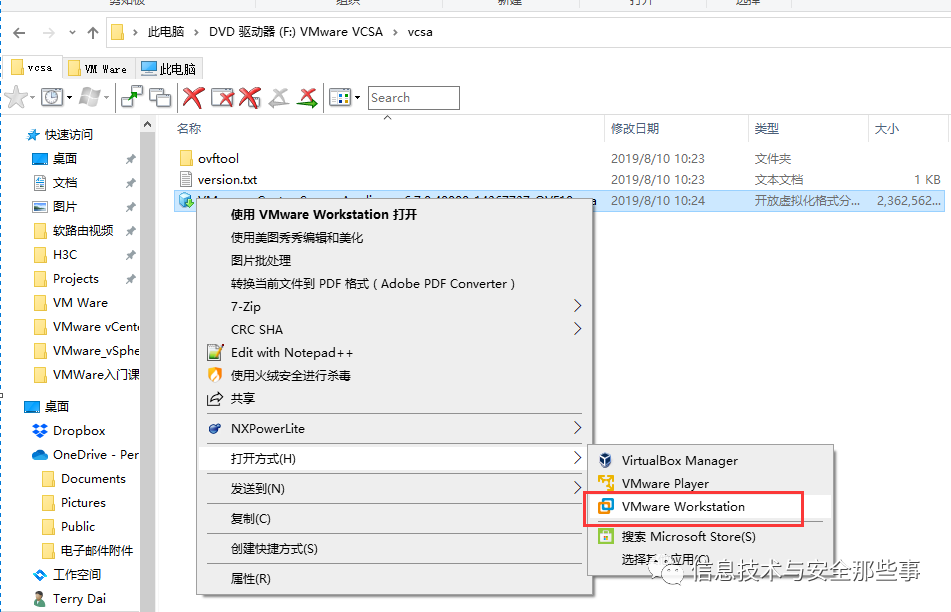 剪贴板 组织 新建 打开 选择
此电脑 > DVD 驱动器 (F:) VMware VCSA > vcsa
vcsa VM Ware 此电脑
Search
名称 修改日期 类型 大小
快速访问
桌面
文档
图片
软路由视频
H3C
Projects
VM Ware
VMware vCente
VMware_vSphe
VMWare入门课
桌面
Dropbox
OneDrive - Per
Documents
Pictures
Public
电子邮件附件
工作空间
Terry Dai
ovftool 2019/8/10 10:23 文件夹
version.txt 2019/8/10 10:23 文本文档 1 KB
2019/8/10 10:24 开放虚拟化格式分... 2,362,562...
使用 VMware Workstation 打开
使用美图秀秀编辑和美化
图片批处理
转换当前文件到 PDF 格式 ( Adobe PDF Converter )
7-Zip
CRC SHA
Edit with Notepad++
使用火绒安全进行杀毒
共享
NXPowerLite
打开方式(H)
发送到(N)
复制(C)
创建快捷方式(S)
属性(R)
VirtualBox Manager
VMware Player
VMware Workstation
搜索 Microsoft Store(S)
选择其他应用(C)
信息技术与安全那些事